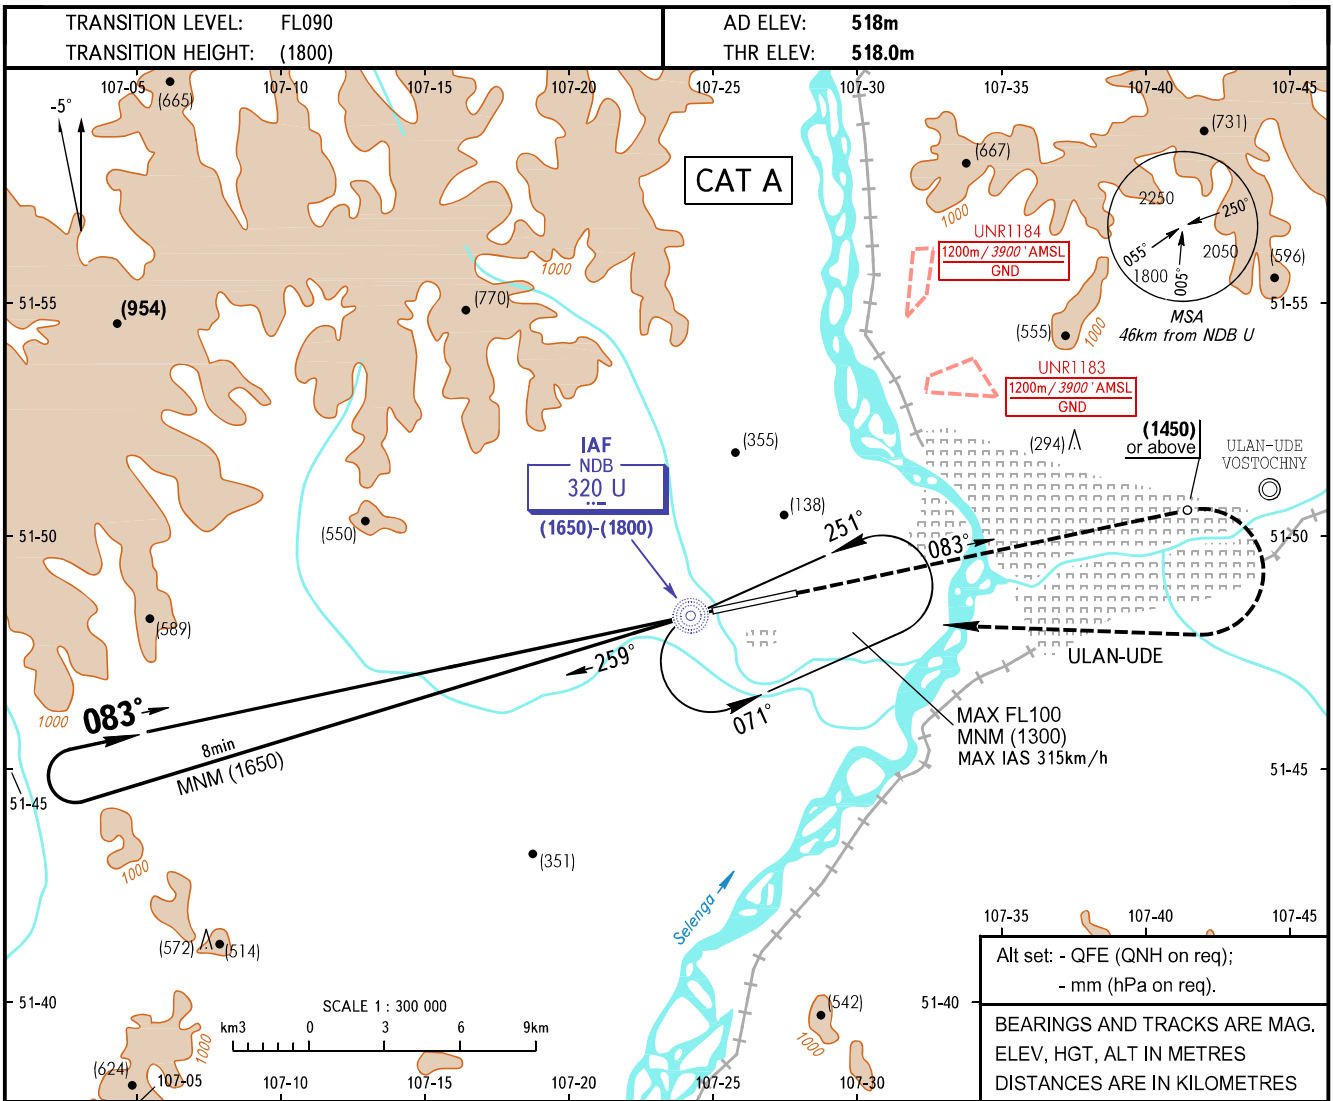 TRANSITION LEVEL: FL090
TRANSITION HEIGHT: (1800)
AD ELEV: 518m
THR ELEV: 518.0m
107-05
107-10
107-15
107-20
107-25
107-30
107-35
107-40
107-45
(665)
-5°
(731)
(667)
CAT A
1000
2250
250°
055°
2050
1800
005°
(596)
MSA
46km from NDB U
UNR1184
1200m/3900'AMSL
GND
1000
51-55
(954)
(770)
51-55
(555)
1000
UNR1183
1200m/3900'AMSL
GND
(355)
(294)
(1450)
or above
ULAN-UDE
VOSTOCHNY
IAF
NDB
320 U
(1650)-(1800)
(550)
(138)
51-50
251°
083°
51-50
(589)
259°
ULAN-UDE
1000
083°
071°
8min
MNM (1650)
MAX FL100
MNM (1300)
MAX IAS 315km/h
51-45
51-45
1000
(351)
Selenga
(572)
(514)
107-35
107-40
107-45
Alt set: - QFE (QNH on req);
- mm (hPa on req).
51-40
SCALE 1 : 300 000
km3 0 3 6 9km
(542)
51-40
1000
1000
BEARINGS AND TRACKS ARE MAG.
ELEV, HGT, ALT IN METRES
DISTANCES ARE IN KILOMETRES
(624)
107-05
107-10
107-15
107-20
107-25
107-30